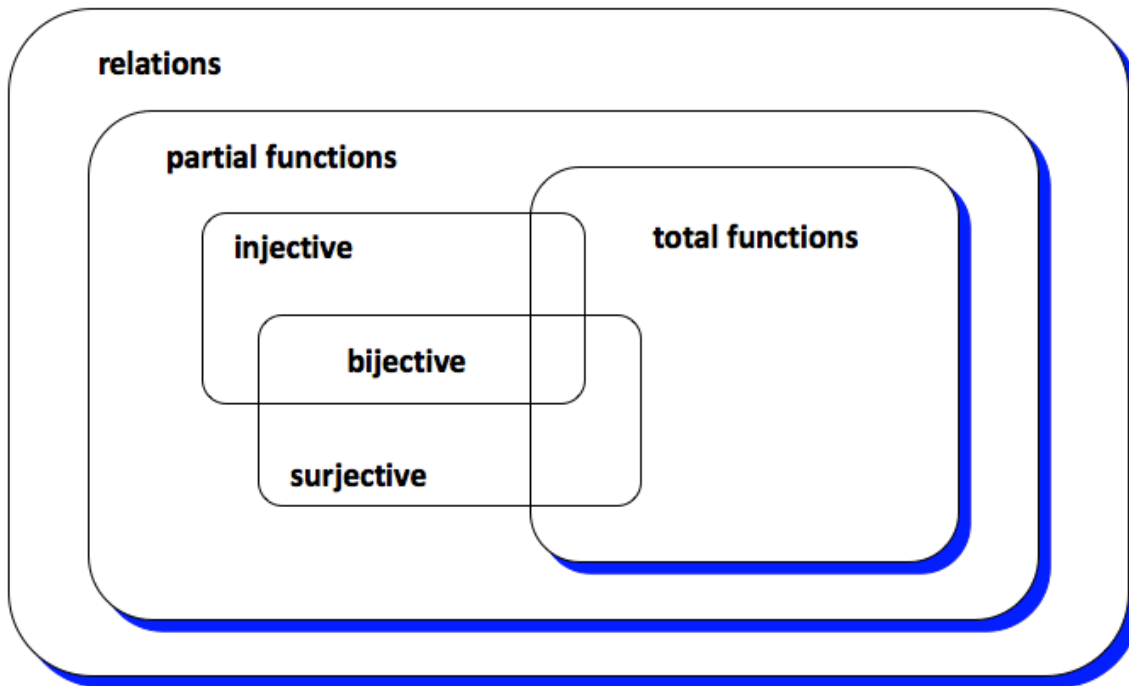 relations
partial functions
injective
total functions
bijective
surjective